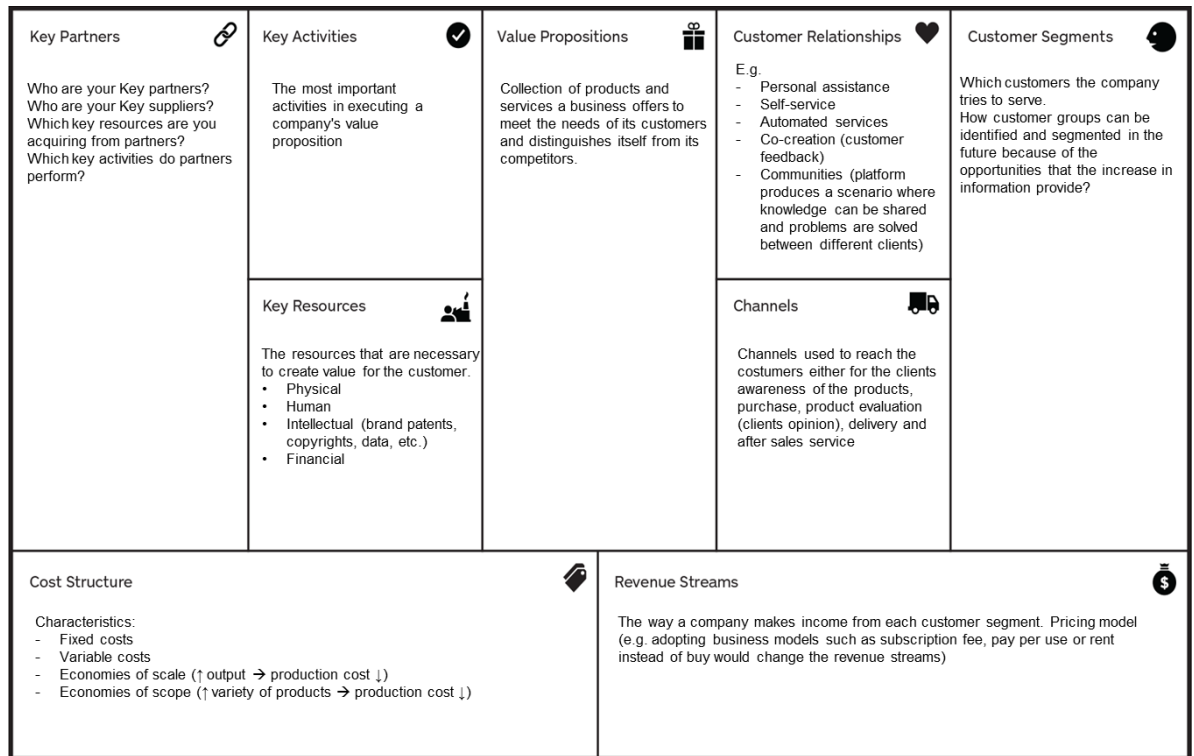 Key Partners
Who are your Key partners?
Who are your Key suppliers?
Which key resources are you
acquiring from partners?
Which key activities do partners
perform?
Key Activities
The most important
activities in executing a
company's value
proposition
Key Resources
The resources that are necessary
to create value for the customer.
• Physical
• Human
• Intellectual (brand patents,
copyrights, data, etc.)
• Financial
Value Propositions
Collection of products and
services a business offers to
meet the needs of its customers
and distinguishes itself from its
competitors.
Customer Relationships
E.g.
- Personal assistance
- Self-service
- Automated services
- Co-creation (customer
feedback)
- Communities (platform
produces a scenario where
knowledge can be shared
and problems are solved
between different clients)
Channels
Channels used to reach the
costumers either for the clients
awareness of the products,
purchase, product evaluation
(clients opinion), delivery and
after sales service
Customer Segments
Which customers the company
tries to serve.
How customer groups can be
identified and segmented in the
future because of the
opportunities that the increase in
information provide?
Cost Structure
Characteristics:
- Fixed costs
- Variable costs
- Economies of scale (↑ output → production cost ↓)
- Economies of scope (↑ variety of products → production cost ↓)
Revenue Streams
$
The way a company makes income from each customer segment. Pricing model
(e.g. adopting business models such as subscription fee, pay per use or rent
instead of buy would change the revenue streams)